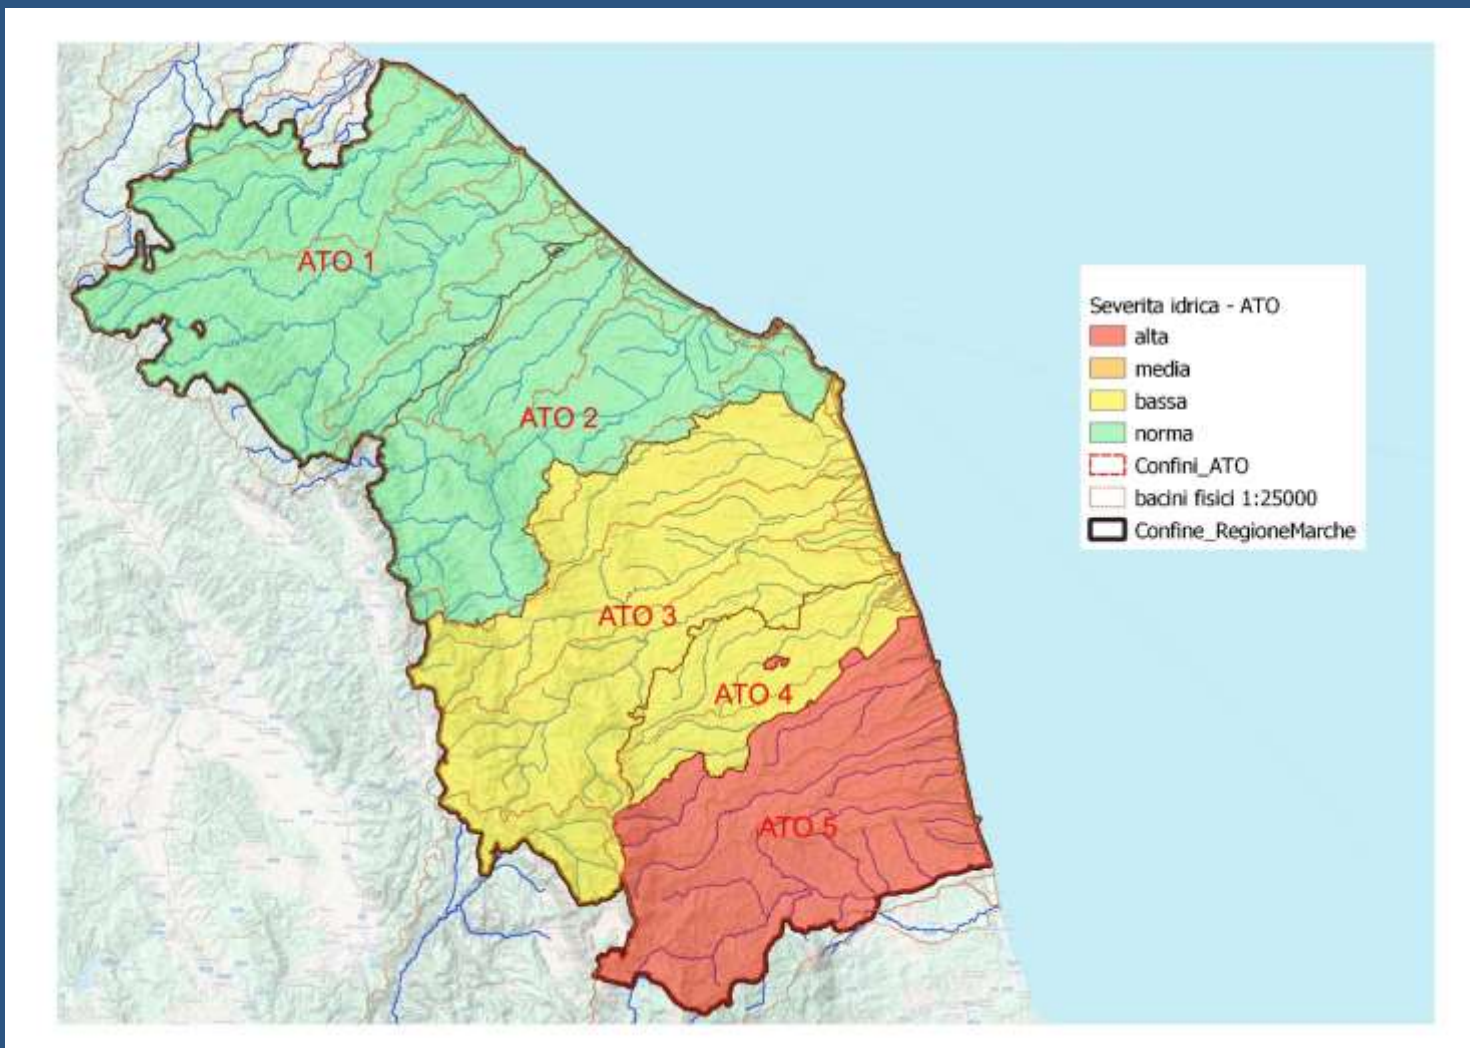 ATO 1
ATO 2
ATO 3
ATO 4
ATO 5
Severita idrica - ATO
alta
media
bassa
norma
Confini_ATO
bacini fisici 1:25000
Confine_RegioneMarche